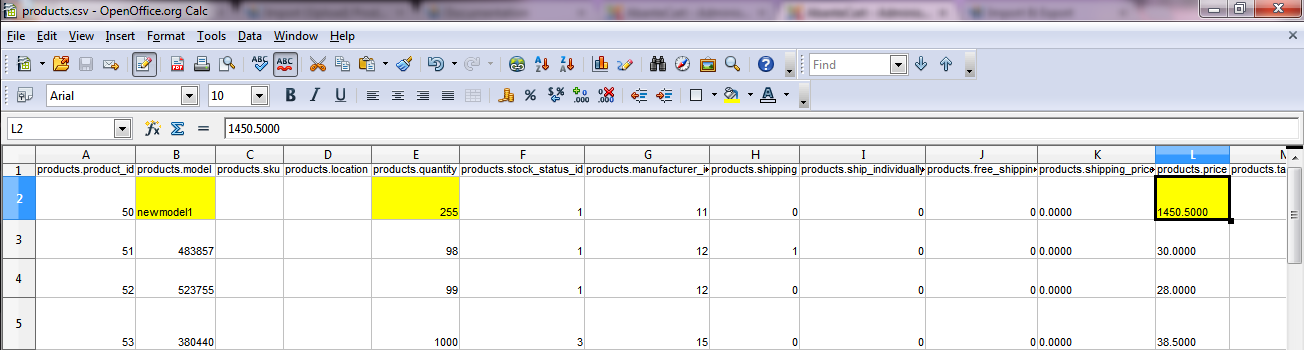 products.csv - OpenOffice.org Calc
File Edit View Insert Format Tools Data Window Help
ABC ABC Find
Arial 10 B I U
L2 1450.5000
A B C D E F G H I J K L
1 products.product_id products.model products.sku products.location products.quantity products.stock_status_id products.manufacturer_i products.shipping products.ship_individually products.free_shippin products.shipping_price products.price products.ta
2 50 newmodel1 255 1 11 0 0 0 0.0000 1450.5000
3 51 483857 98 1 12 1 0 0 0.0000 30.0000
4 52 523755 99 1 12 0 0 0 0.0000 28.0000
5 53 380440 1000 3 15 0 0 0 0.0000 38.5000